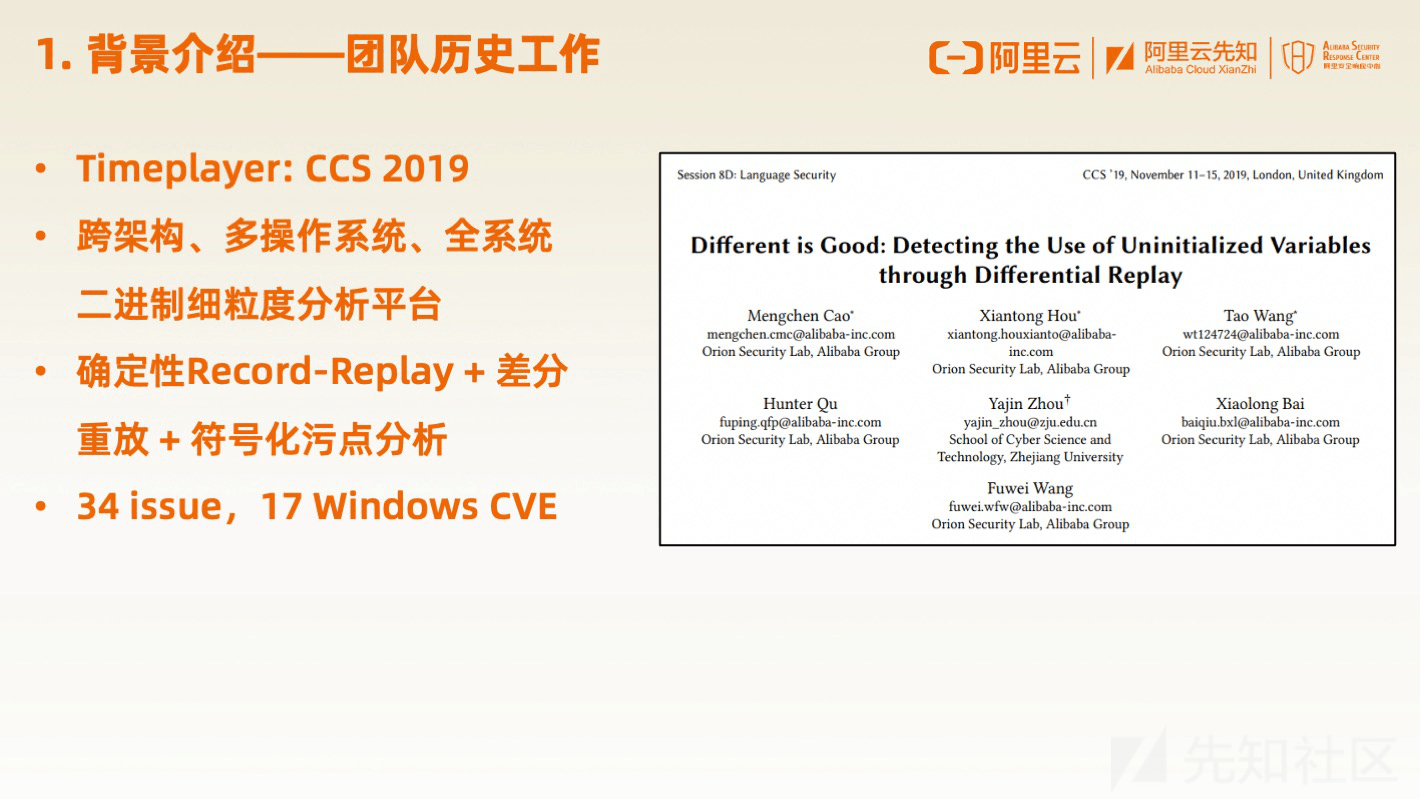 1. 背景介绍——团队历史工作
阿里云
阿里云先知
Alibaba Cloud XianZhi
ALIBABA SECURITY
RESPONSE CENTER
阿里安全响应中心
• Timeplayer: CCS 2019
• 跨架构、多操作系统、全系统
二进制细粒度分析平台
• 确定性Record-Replay + 差分
重放 + 符号化污点分析
• 34 issue，17 Windows CVE
Session 8D: Language Security
CCS '19, November 11–15, 2019, London, United Kingdom
Different is Good: Detecting the Use of Uninitialized Variables
through Differential Replay
Mengchen Cao*
mengchen.cmc@alibaba-inc.com
Orion Security Lab, Alibaba Group
Xiantong Hou*
xiantong.houxianto@alibaba-
inc.com
Orion Security Lab, Alibaba Group
Tao Wang*
wt124724@alibaba-inc.com
Orion Security Lab, Alibaba Group
Hunter Qu
fuping.qfp@alibaba-inc.com
Orion Security Lab, Alibaba Group
Yajin Zhou†
yajin_zhou@zju.edu.cn
School of Cyber Science and
Technology, Zhejiang University
Xiaolong Bai
baiqiu.bxl@alibaba-inc.com
Orion Security Lab, Alibaba Group
Fuwei Wang
fuwei.wfw@alibaba-inc.com
Orion Security Lab, Alibaba Group
先知社区